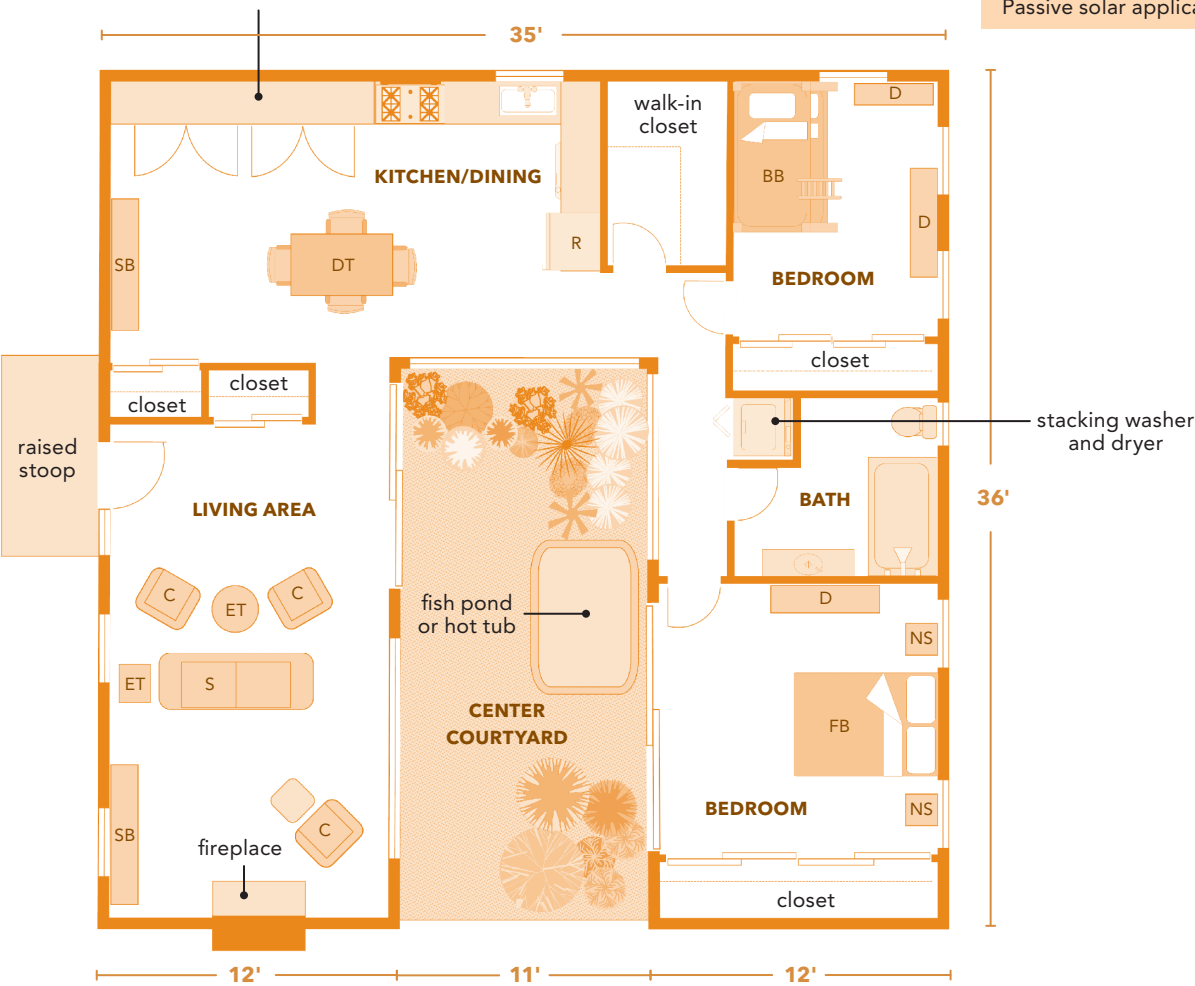 Passive solar
35'
walk-in
closet
D
KITCHEN/DINING
BB
D
R
SB
DT
BEDROOM
closet
closet
closet
raised
stoop
stacking washer
and dryer
LIVING AREA
BATH
36'
C
ET
C
fish pond
or hot tub
D
NS
ET
S
CENTER
COURTYARD
FB
BEDROOM
NS
SB
C
fireplace
closet
12'
11'
12'